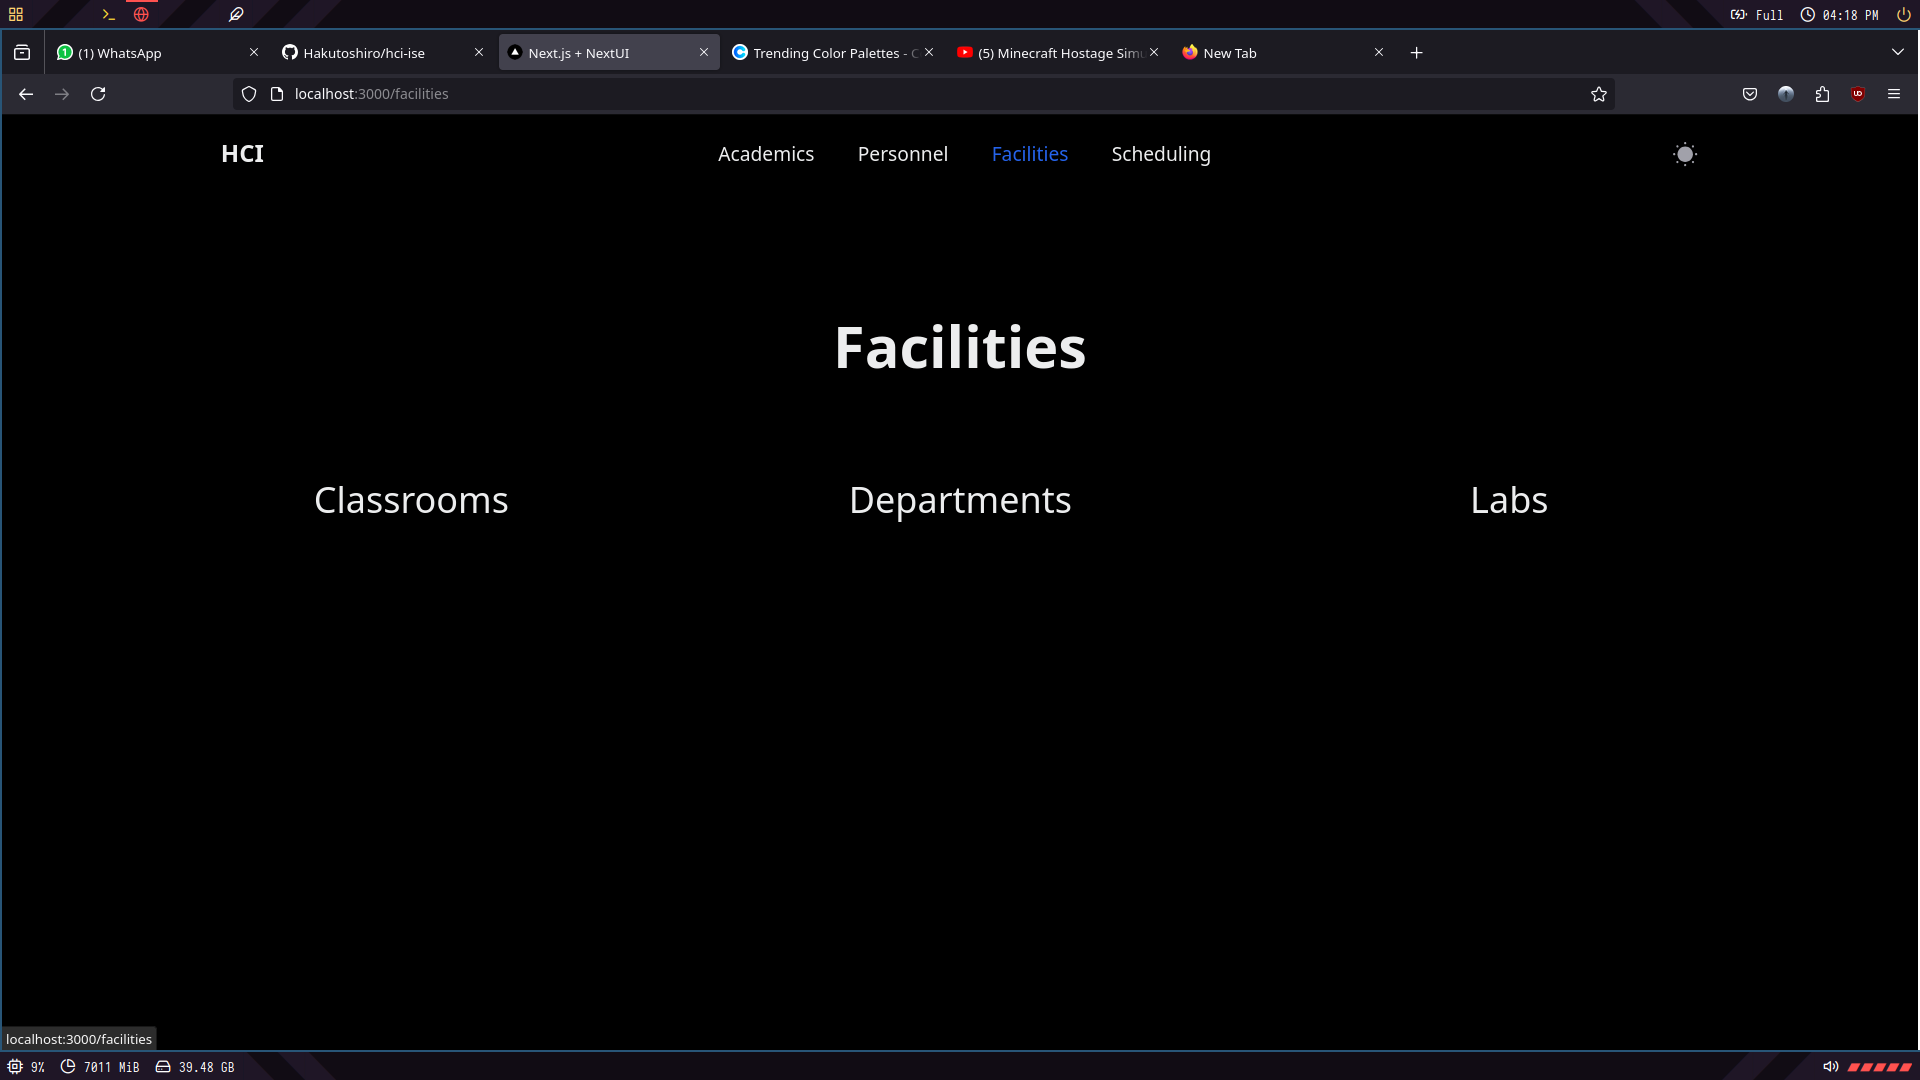 Full 04:18 PM
(1) WhatsApp Hakutoshiro/hci-ise Next.js + NextUI Trending Color Palettes - C (5) Minecraft Hostage Simu New Tab
localhost:3000/facilities
HCI Academics Personnel Facilities Scheduling
Facilities
Classrooms Departments Labs
localhost:3000/facilities
9% 7011 MiB 39.48 GB